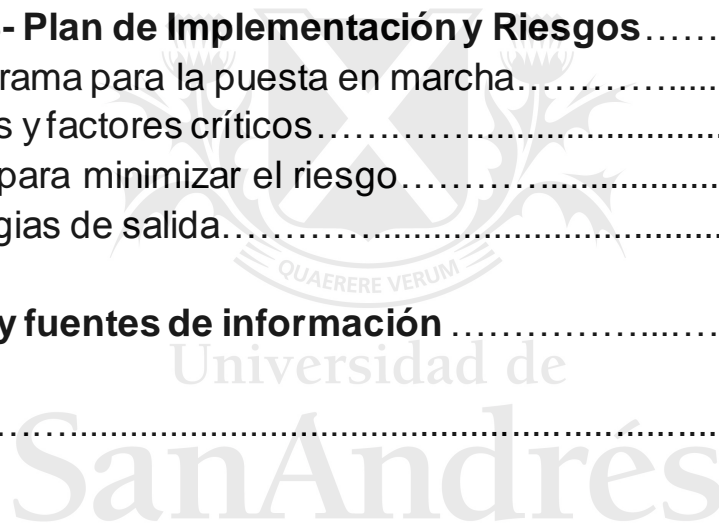 - Plan de Implementación y Riesgos……
rama para la puesta en marcha…………......
s y factores críticos…………............................
para minimizar el riesgo…………...................
gias de salida……………....................................
QUAERERE VERUM
y fuentes de información ……………....……
Universidad de
……..................................................................
SanAndrés